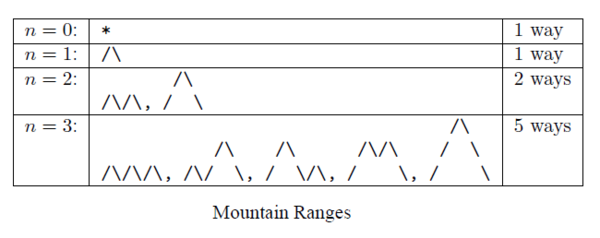 n = 0: * 1 way
n = 1: /\ 1 way
n = 2: /\ 2 ways
/\/\, / \
n = 3: /\ 5 ways
/\ /\ /\/\ / \
/\/\/\, /\/ \, / \/\, / \, / \
Mountain Ranges